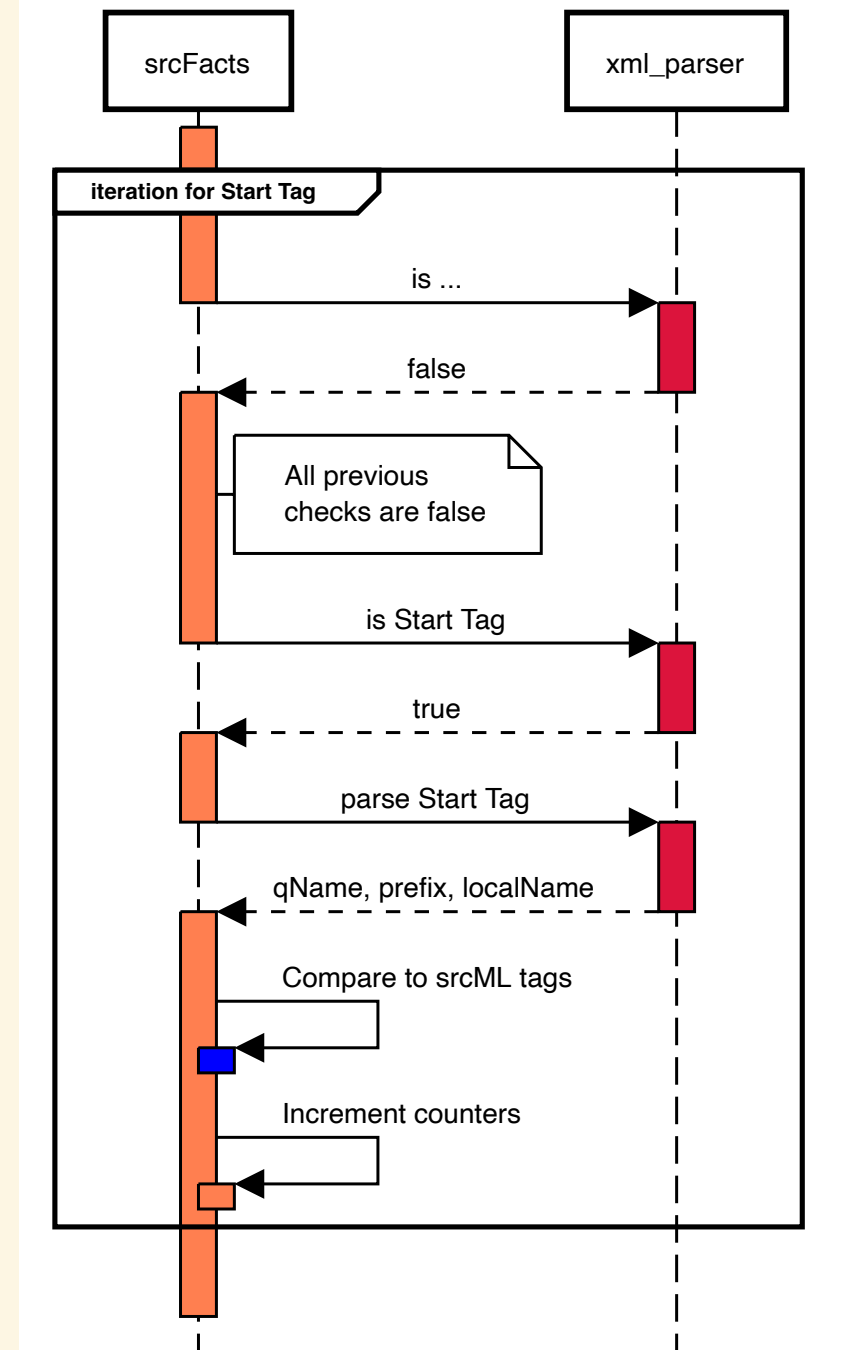 srcFacts
xml_parser
iteration for Start Tag
is ...
false
All previous
checks are false
is Start Tag
true
parse Start Tag
qName, prefix, localName
Compare to srcML tags
Increment counters